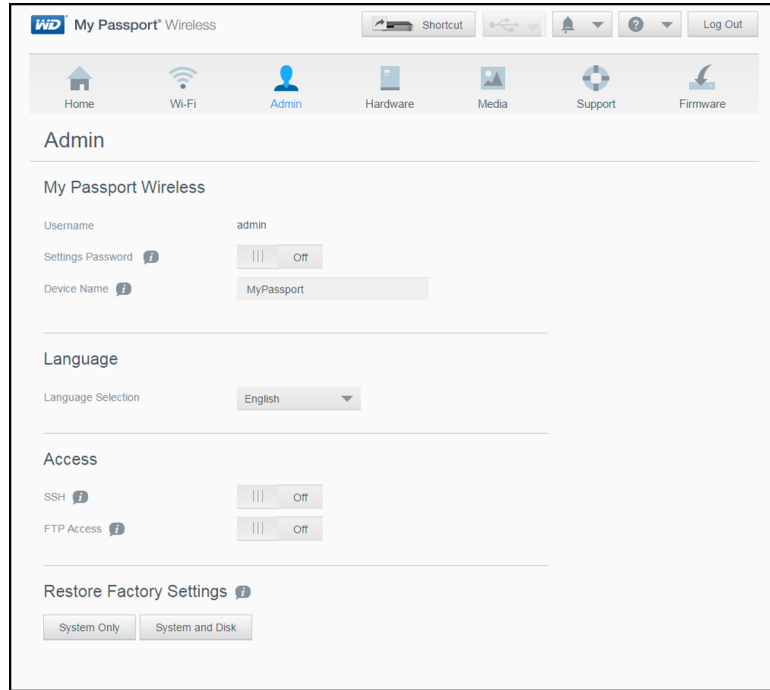 WD My Passport® Wireless
Shortcut
?
Log Out
Home
Wi-Fi
Admin
Hardware
Media
Support
Firmware
Admin
My Passport Wireless
Username admin
Settings Password i Off
Device Name i MyPassport
Language
Language Selection English
Access
SSH i Off
FTP Access i Off
Restore Factory Settings i
System Only
System and Disk